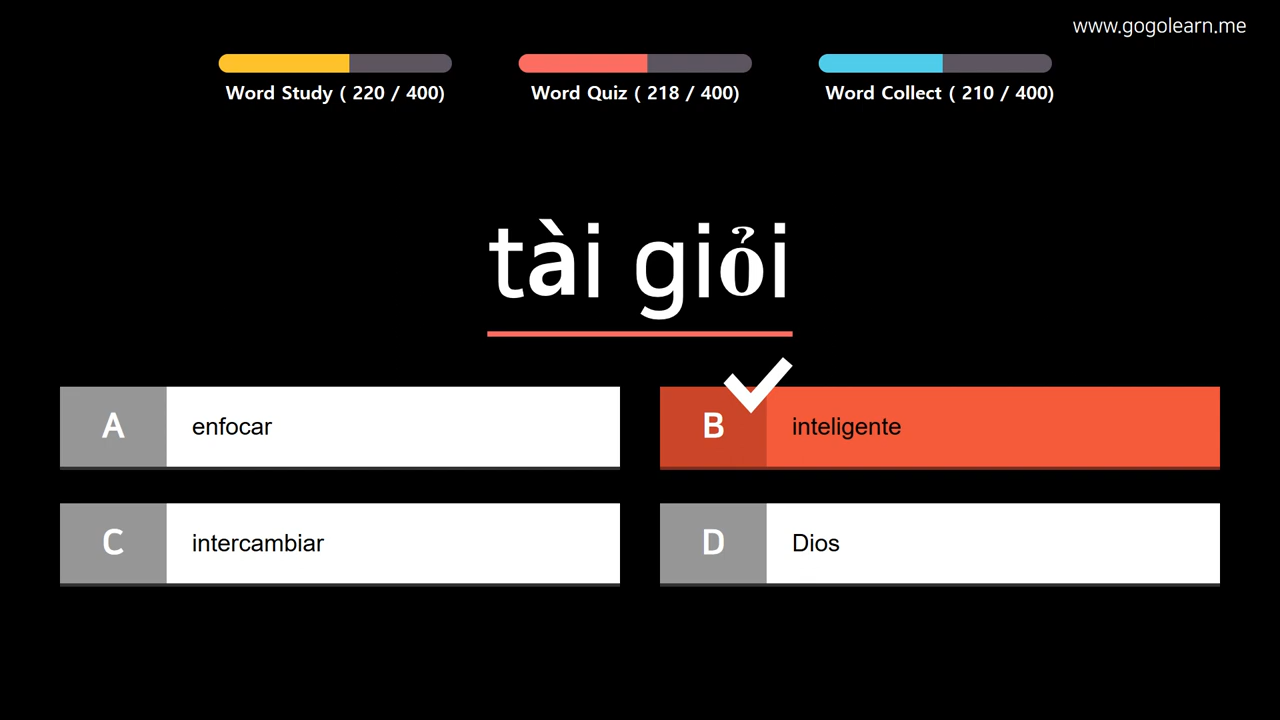 www.gogolearn.me
Word Study ( 220 / 400)
Word Quiz ( 218 / 400)
Word Collect ( 210 / 400)
tài giỏi
A enfocar
B inteligente
C intercambiar
D Dios